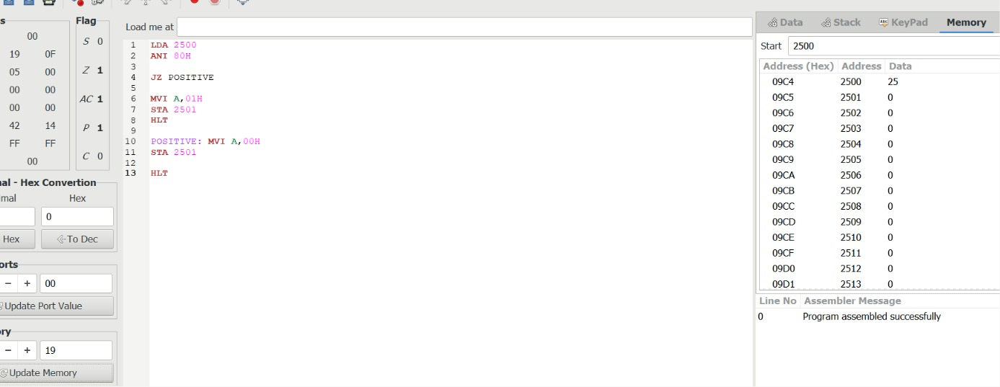 Flag
00
S 0
19 0F
05 00
Z 1
00 00
AC 1
00 00
42 14
P 1
FF FF
C 0
00
Load me at
1 LDA 2500
2 ANI 80H
3
4 JZ POSITIVE
5
6 MVI A,01H
7 STA 2501
8 HLT
9
10 POSITIVE: MVI A,00H
11 STA 2501
12
13 HLT
al - Hex Convertion
mal Hex
0
Hex To Dec
orts
− + 00
Update Port Value
ry
− + 19
Update Memory
Data Stack KeyPad Memory
Start 2500
Address (Hex) Address Data
09C4 2500 25
09C5 2501 0
09C6 2502 0
09C7 2503 0
09C8 2504 0
09C9 2505 0
09CA 2506 0
09CB 2507 0
09CC 2508 0
09CD 2509 0
09CE 2510 0
09CF 2511 0
09D0 2512 0
09D1 2513 0
Line No Assembler Message
0 Program assembled successfully